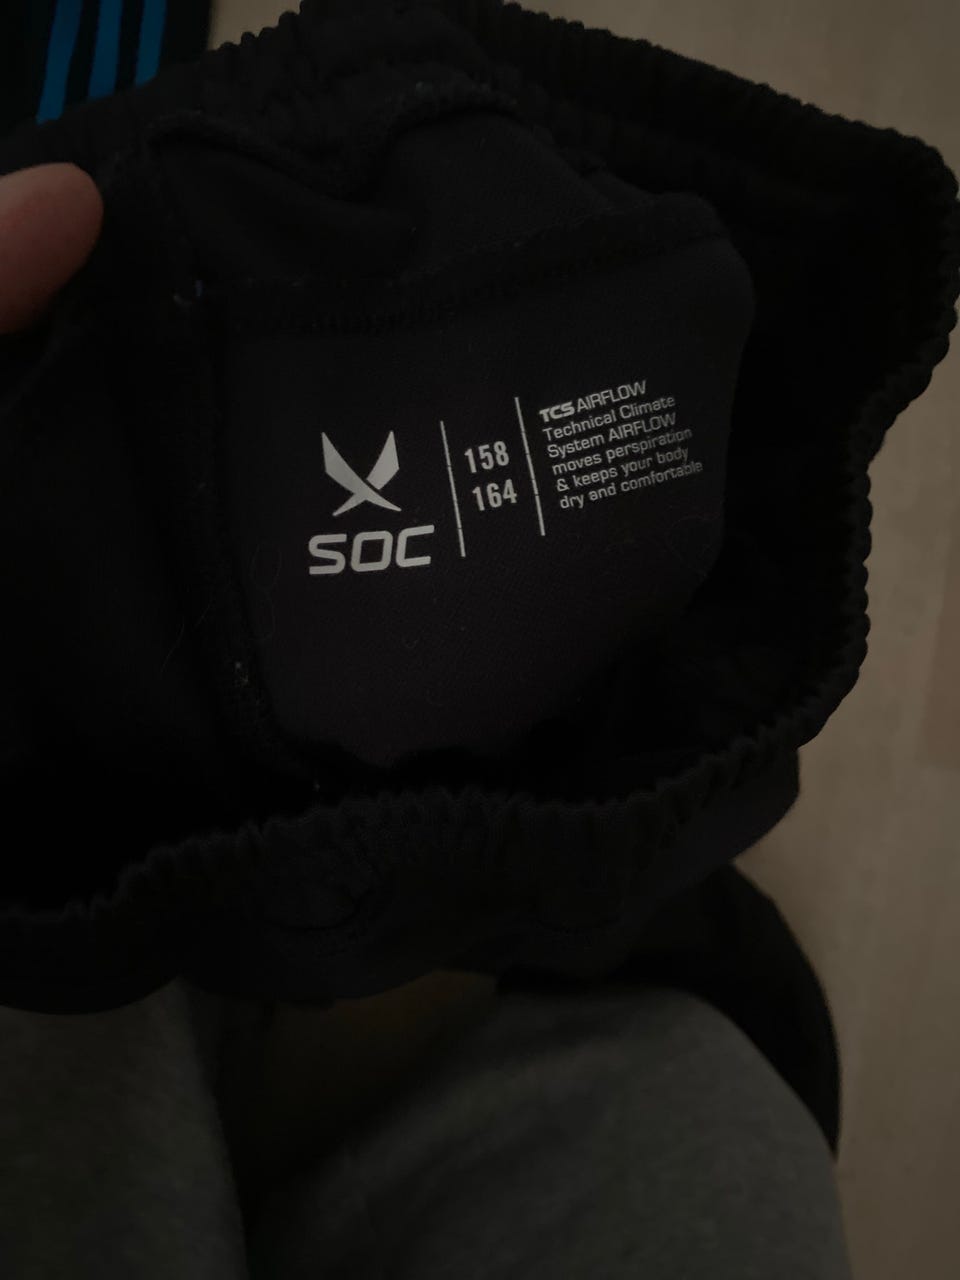 SOC
158
164
TCS AIRFLOW
Technical Climate
System AIRFLOW
moves perspiration
& keeps your body
dry and comfortable